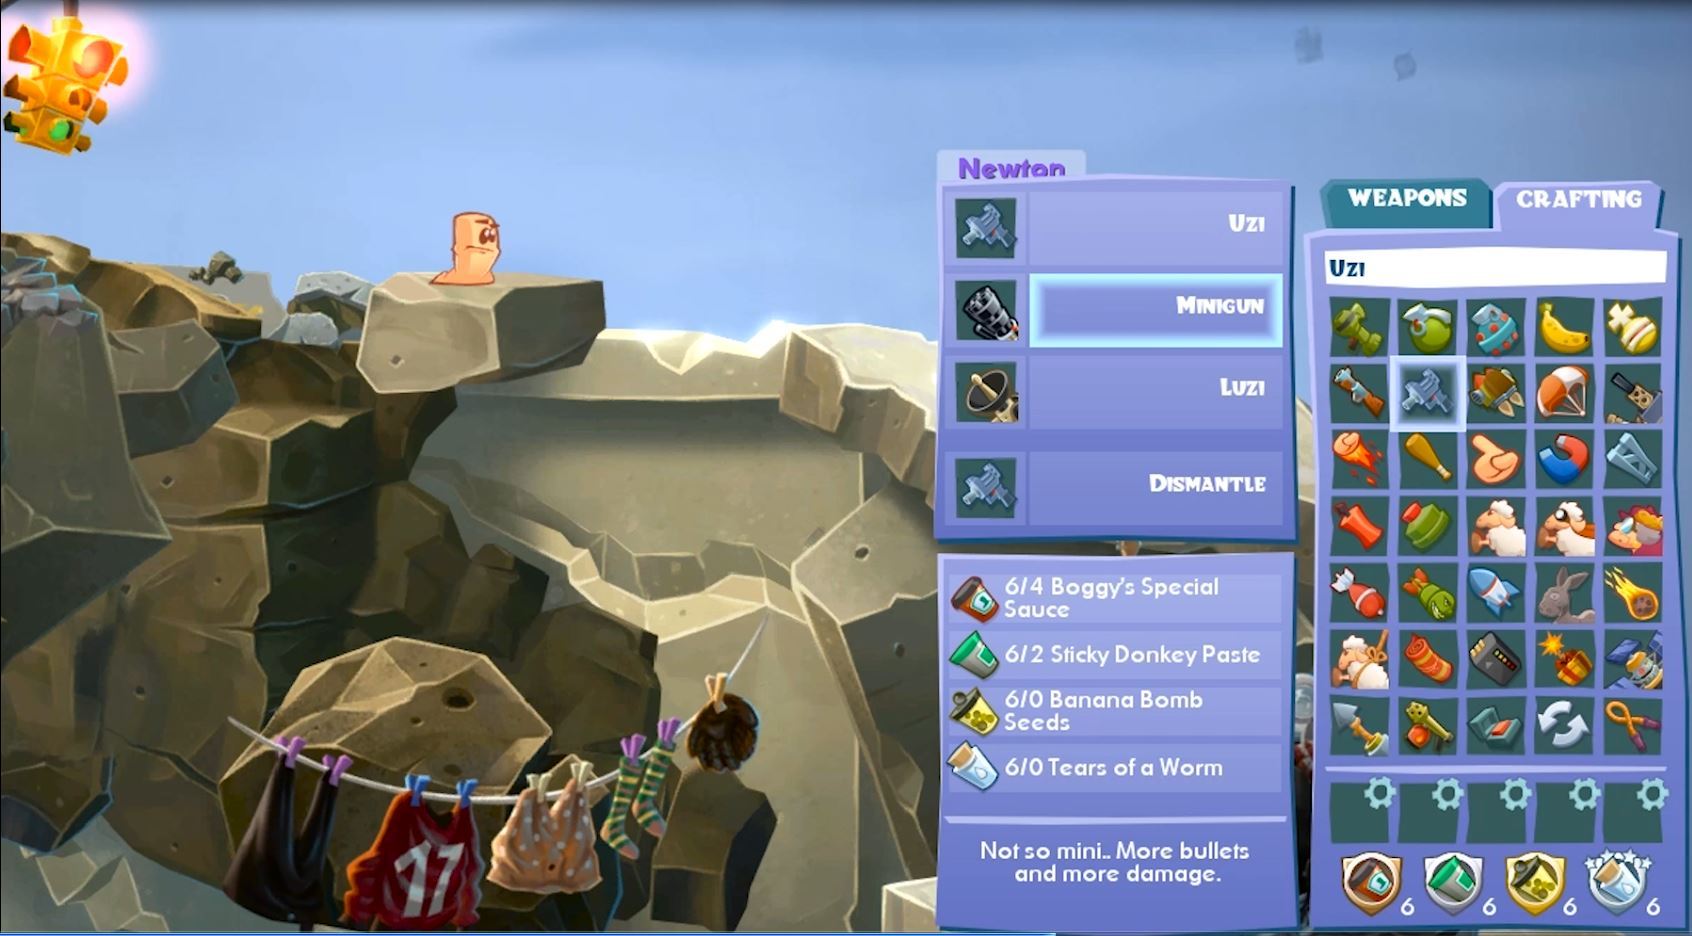 Newton
WEAPONS
CRAFTING
UZI
MINIGUN
LUZI
DISMANTLE
UZI
6/4 Boggy's Special
Sauce
6/2 Sticky Donkey Paste
6/0 Banana Bomb
Seeds
6/0 Tears of a Worm
Not so mini.. More bullets
and more damage.
17
6
6
6
6